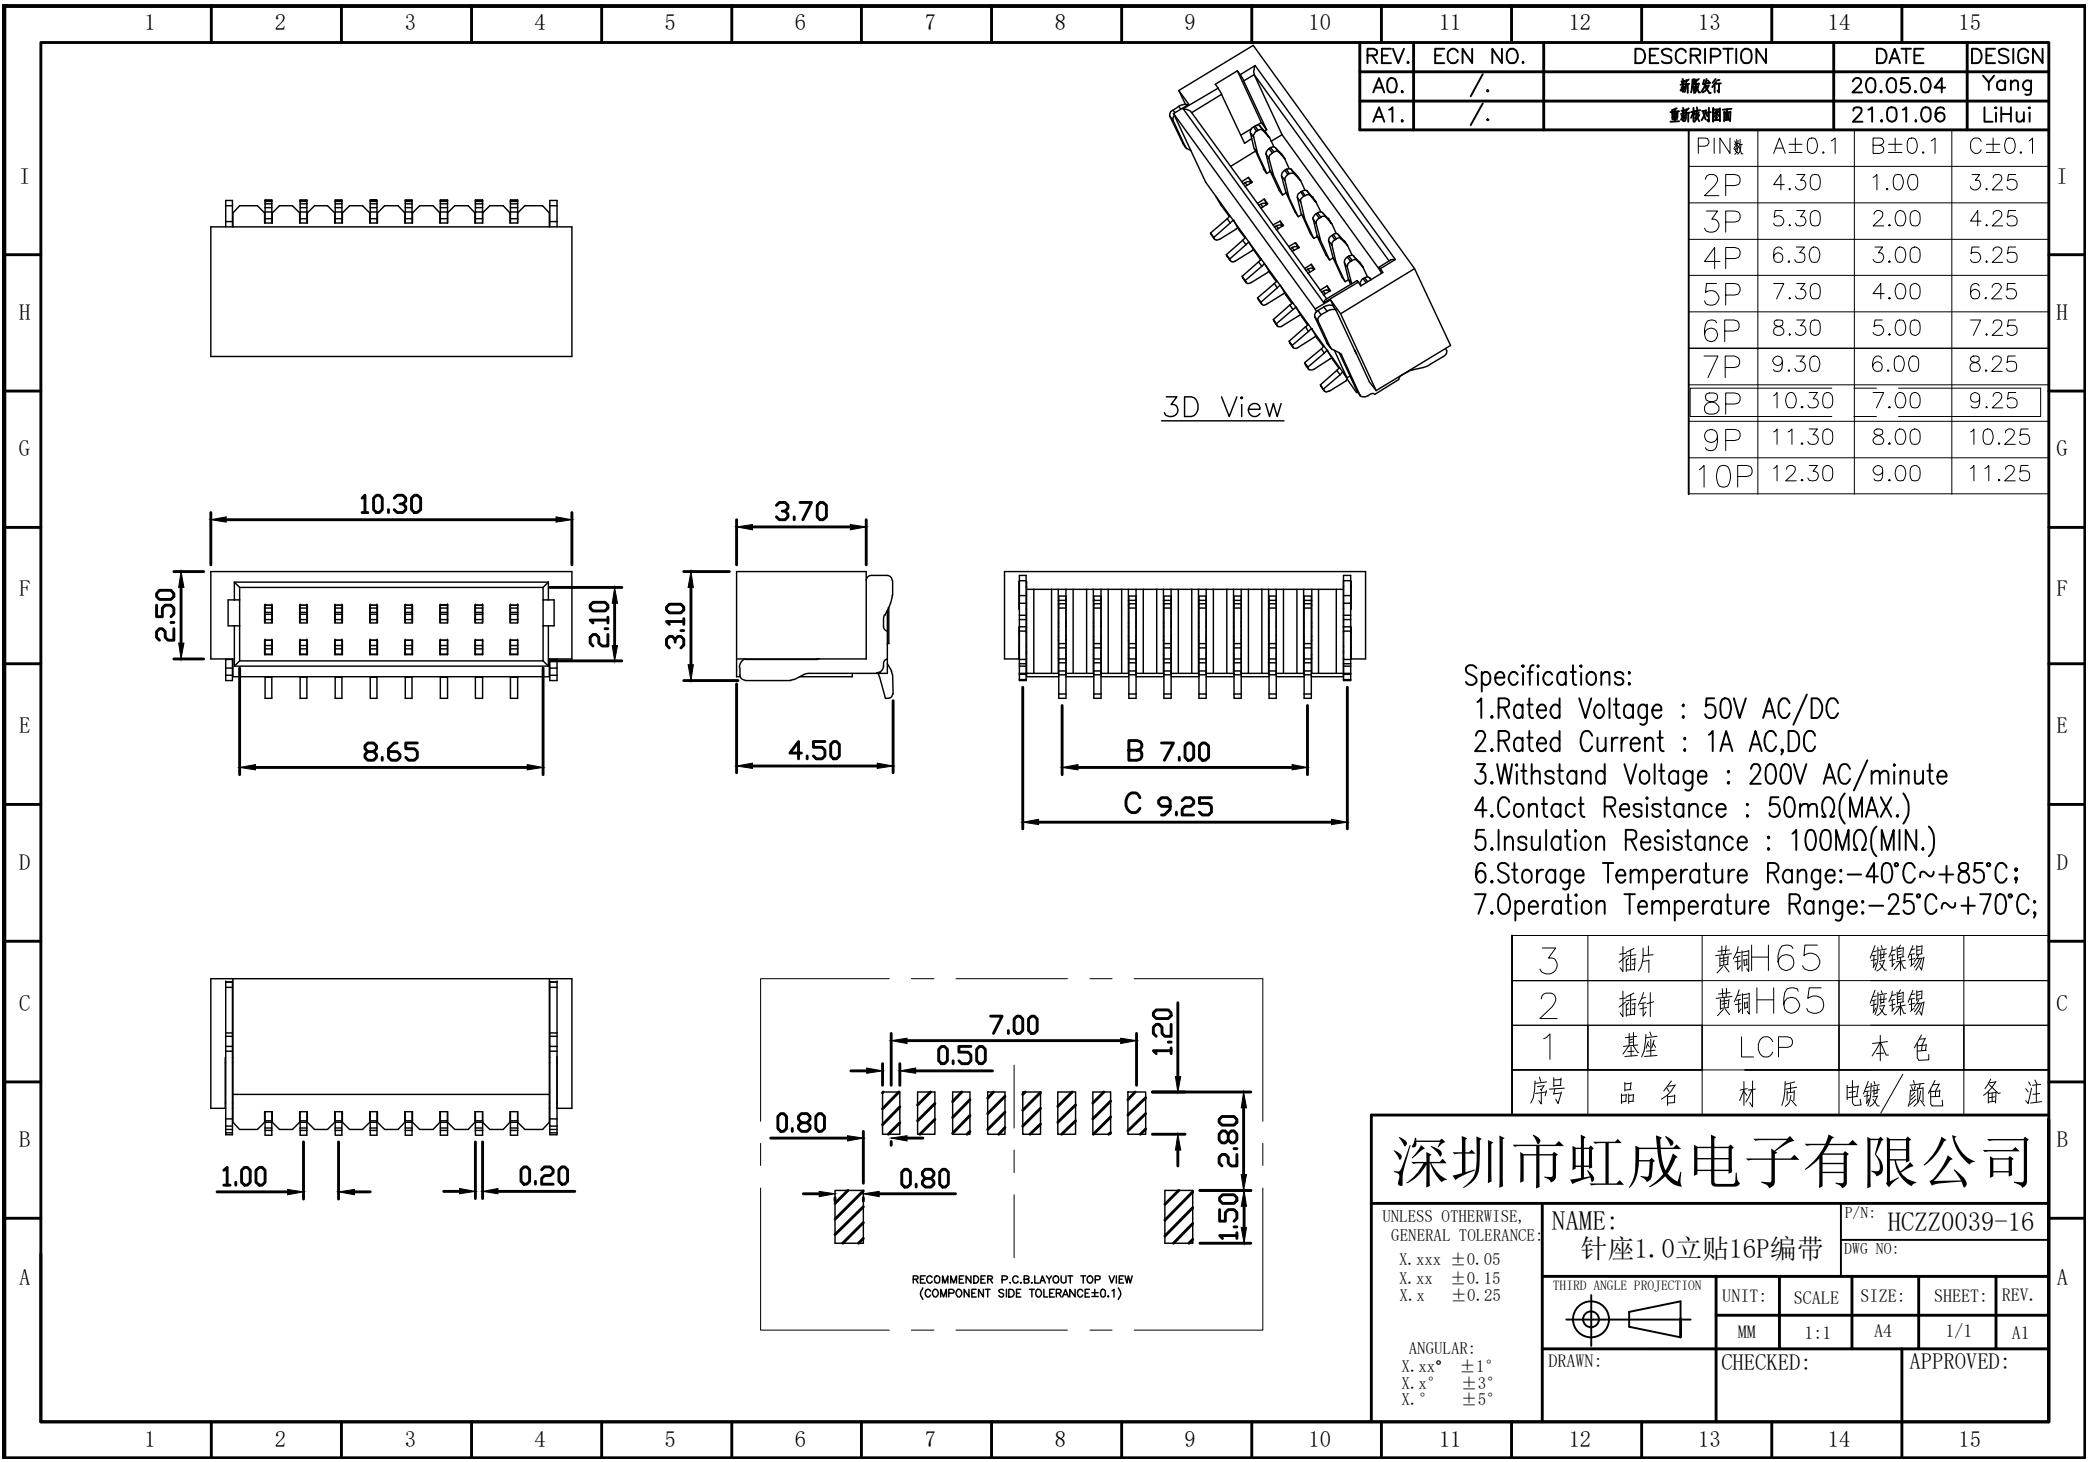 1 2 3 4 5 6 7 8 9 10 11 12 13 14 15
REV. ECN NO. DESCRIPTION DATE DESIGN
A0. /. 新版发行 20.05.04 Yang
A1. /. 重新核对图面 21.01.06 LiHui
PIN数 A±0.1 B±0.1 C±0.1
2P 4.30 1.00 3.25
3P 5.30 2.00 4.25
4P 6.30 3.00 5.25
5P 7.30 4.00 6.25
6P 8.30 5.00 7.25
7P 9.30 6.00 8.25
8P 10.30 7.00 9.25
9P 11.30 8.00 10.25
10P 12.30 9.00 11.25
I I
H H
G G
F F
E E
D D
C C
B B
A A
3D View
10.30
2.50
2.10
8.65
3.70
3.10
4.50
B 7.00
C 9.25
Specifications:
1.Rated Voltage : 50V AC/DC
2.Rated Current : 1A AC,DC
3.Withstand Voltage : 200V AC/minute
4.Contact Resistance : 50mΩ(MAX.)
5.Insulation Resistance : 100MΩ(MIN.)
6.Storage Temperature Range:-40°C~+85°C;
7.Operation Temperature Range:-25°C~+70°C;
1.00
0.20
7.00
1.20
0.50
0.80
0.80
2.80
1.50
RECOMMENDER P.C.B.LAYOUT TOP VIEW
(COMPONENT SIDE TOLERANCE±0.1)
3 插片 黄铜H65 镀镍锡
2 插针 黄铜H65 镀镍锡
1 基座 LCP 本 色
序号 品 名 材 质 电镀/颜色 备 注
深圳市虹成电子有限公司
UNLESS OTHERWISE,
GENERAL TOLERANCE:
X.xxx ±0.05
X.xx ±0.15
X.x ±0.25
ANGULAR:
X.xx° ±1°
X.x° ±3°
X.° ±5°
NAME:
针座1.0立贴16P编带
P/N: HCZZ0039-16
DWG NO:
THIRD ANGLE PROJECTION
UNIT: SCALE SIZE: SHEET: REV.
MM 1:1 A4 1/1 A1
DRAWN: CHECKED: APPROVED:
1 2 3 4 5 6 7 8 9 10 11 12 13 14 15